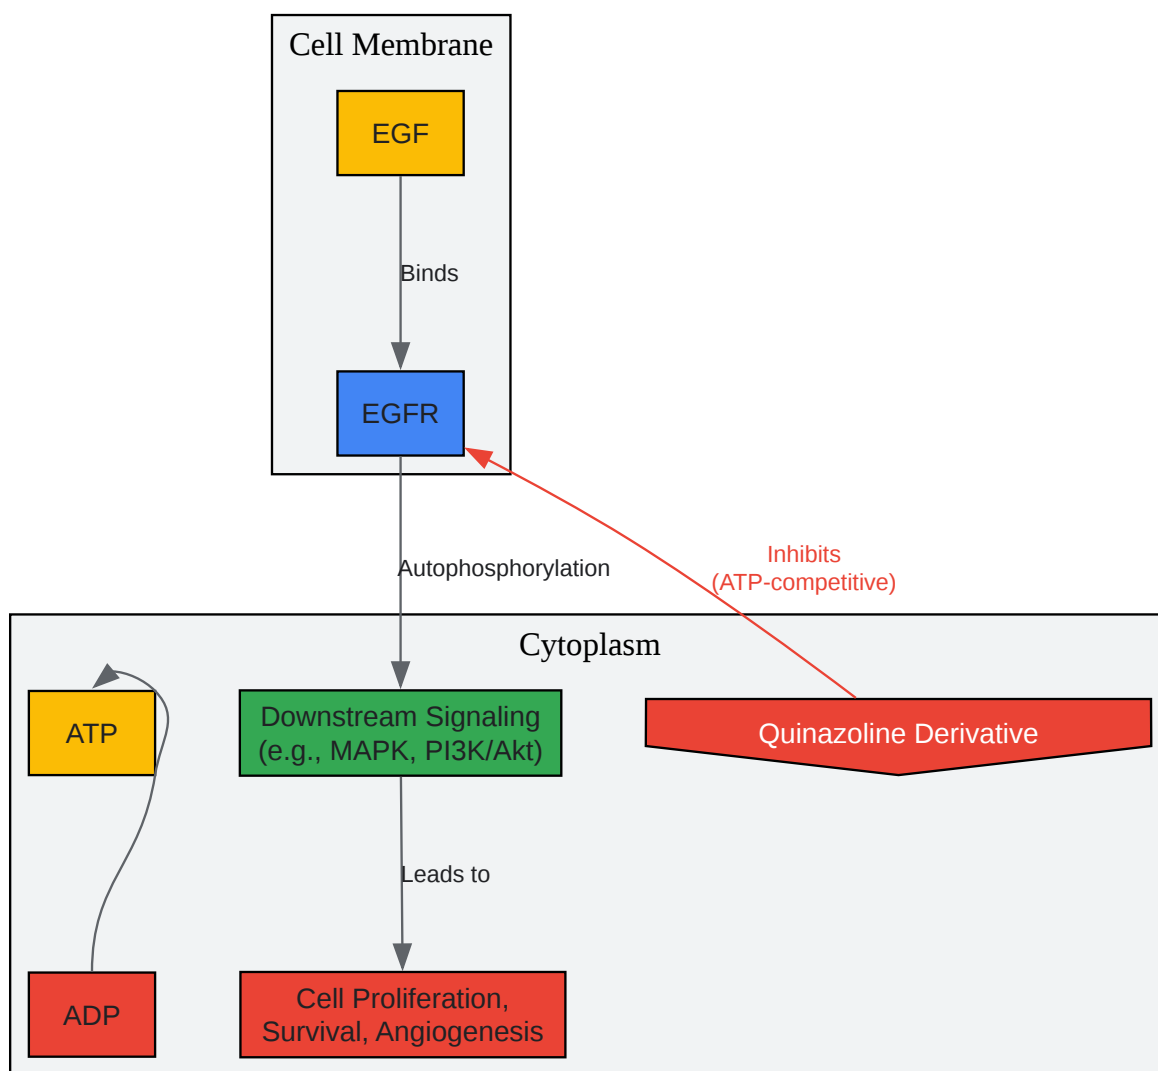 Cell Membrane
EGF
Binds
EGFR
Inhibits
(ATP-competitive)
Autophosphorylation
Cytoplasm
ATP
Downstream Signaling
(e.g., MAPK, PI3K/Akt)
Quinazoline Derivative
Leads to
ADP
Cell Proliferation,
Survival, Angiogenesis